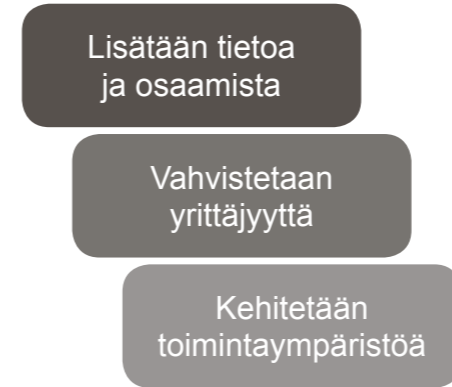 Lisätään tietoa
ja osaamista
Vahvistetaan
yrittäjyyttä
Kehitetään
toimintaympäristöä